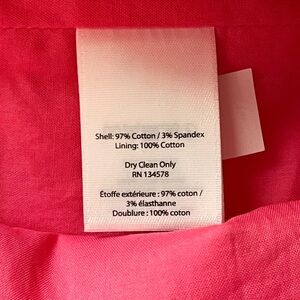 Shell: 97% Cotton / 3% Spandex
Lining: 100% Cotton
Dry Clean Only
RN 134578
Étoffe extérieure : 97% coton /
3% élasthanne
Doublure : 100% coton